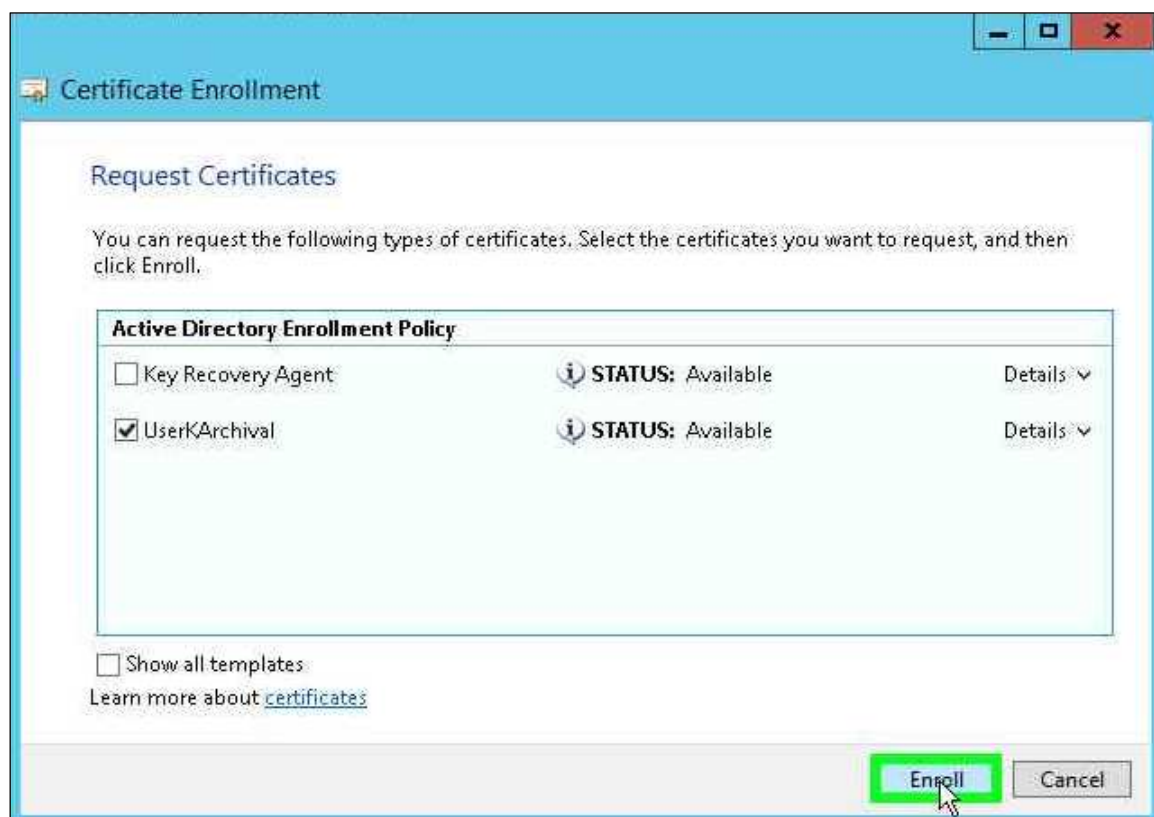 Certificate Enrollment
Request Certificates
You can request the following types of certificates. Select the certificates you want to request, and then
click Enroll.
Active Directory Enrollment Policy
Key Recovery Agent STATUS: Available Details
UserKArchival STATUS: Available Details
Show all templates
Learn more about certificates
Enroll Cancel